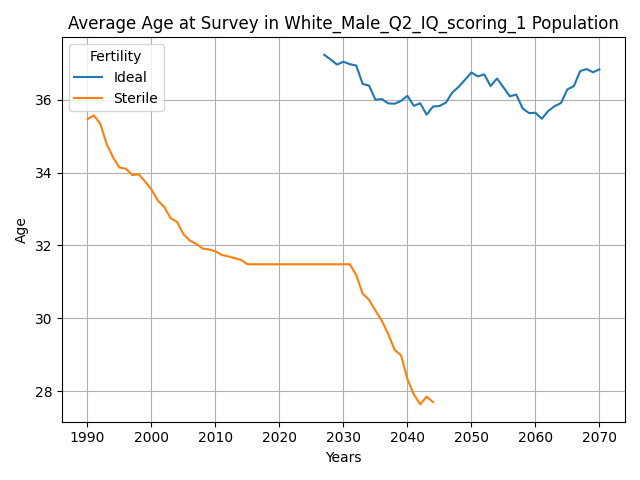 Average Age at Survey in White_Male_Q2_IQ_scoring_1 Population
Fertility
Ideal
Sterile
Age
36
34
32
30
28
1990 2000 2010 2020 2030 2040 2050 2060 2070
Years